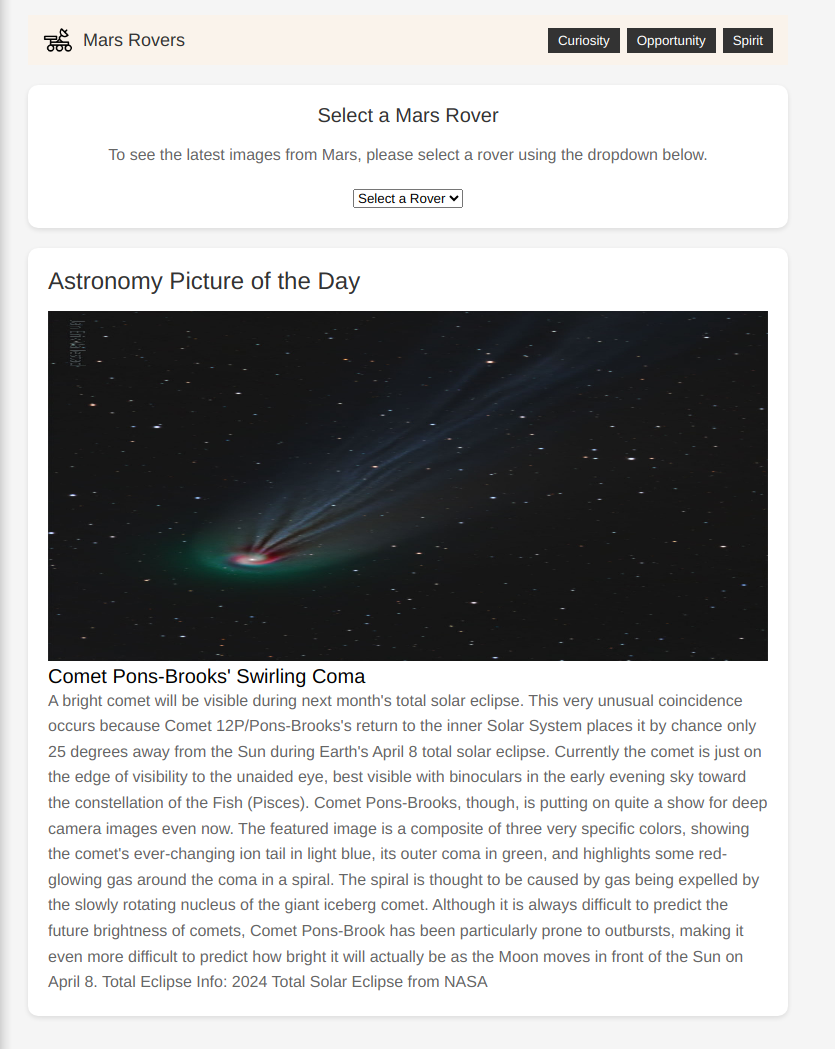 Mars Rovers
Curiosity
Opportunity
Spirit
Select a Mars Rover
To see the latest images from Mars, please select a rover using the dropdown below.
Select a Rover
Astronomy Picture of the Day
Comet Pons-Brooks' Swirling Coma
A bright comet will be visible during next month's total solar eclipse. This very unusual coincidence
occurs because Comet 12P/Pons-Brooks's return to the inner Solar System places it by chance only
25 degrees away from the Sun during Earth's April 8 total solar eclipse. Currently the comet is just on
the edge of visibility to the unaided eye, best visible with binoculars in the early evening sky toward
the constellation of the Fish (Pisces). Comet Pons-Brooks, though, is putting on quite a show for deep
camera images even now. The featured image is a composite of three very specific colors, showing
the comet's ever-changing ion tail in light blue, its outer coma in green, and highlights some red-
glowing gas around the coma in a spiral. The spiral is thought to be caused by gas being expelled by
the slowly rotating nucleus of the giant iceberg comet. Although it is always difficult to predict the
future brightness of comets, Comet Pons-Brook has been particularly prone to outbursts, making it
even more difficult to predict how bright it will actually be as the Moon moves in front of the Sun on
April 8. Total Eclipse Info: 2024 Total Solar Eclipse from NASA